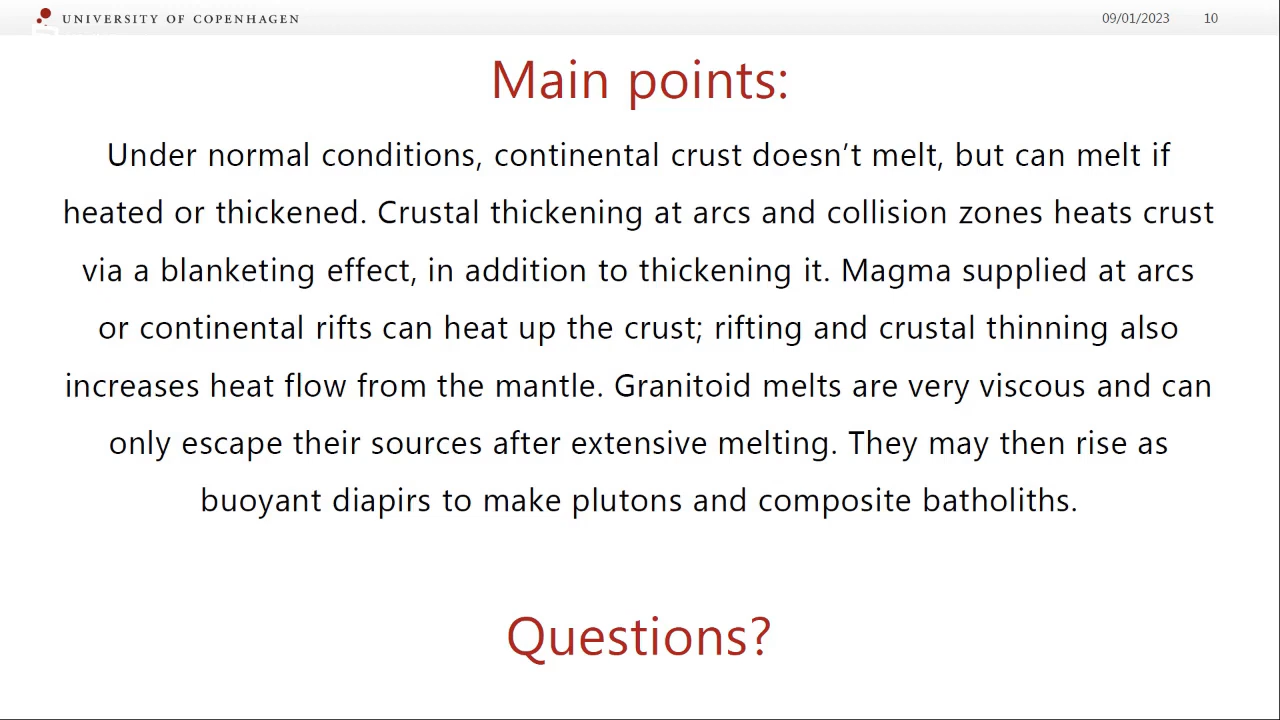 UNIVERSITY OF COPENHAGEN
09/01/2023 10
Main points:
Under normal conditions, continental crust doesn’t melt, but can melt if
heated or thickened. Crustal thickening at arcs and collision zones heats crust
via a blanketing effect, in addition to thickening it. Magma supplied at arcs
or continental rifts can heat up the crust; rifting and crustal thinning also
increases heat flow from the mantle. Granitoid melts are very viscous and can
only escape their sources after extensive melting. They may then rise as
buoyant diapirs to make plutons and composite batholiths.
Questions?